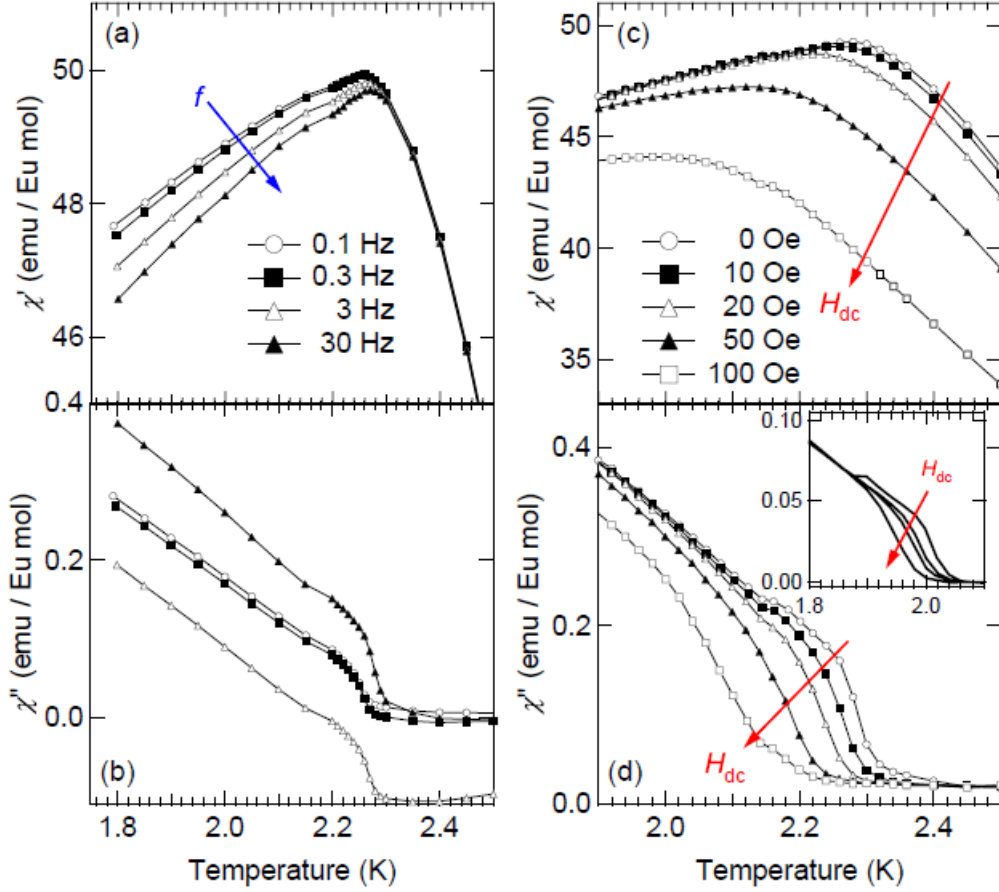 (a)
50
48
46
0.4
χ′ (emu / Eu mol)
f
0.1 Hz
0.3 Hz
3 Hz
30 Hz
(b)
0.2
0.0
χ″ (emu / Eu mol)
1.8 2.0 2.2 2.4
Temperature (K)
(c)
50
45
40
35
χ′ (emu / Eu mol)
0 Oe
10 Oe
20 Oe
50 Oe
100 Oe
Hdc
(d)
0.4
0.2
0.0
χ″ (emu / Eu mol)
Hdc
0.10
0.05
0.00
Hdc
1.8 2.0
2.0 2.2 2.4
Temperature (K)